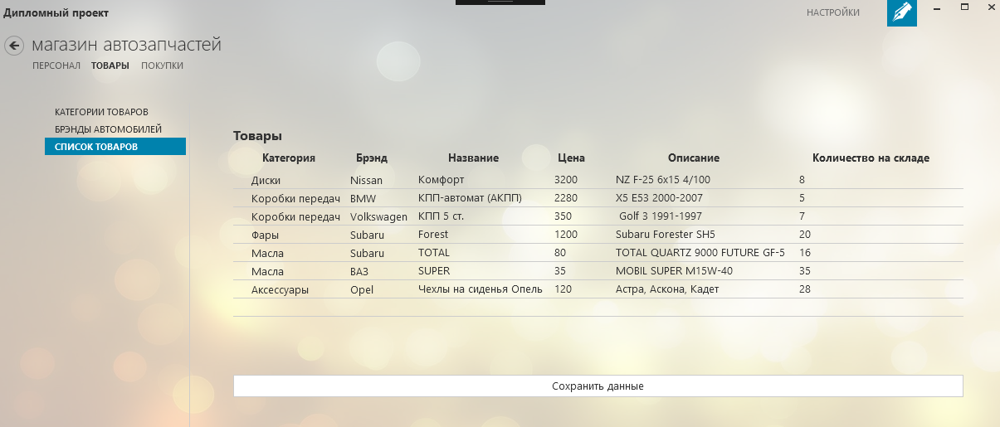 Дипломный проект
НАСТРОЙКИ
магазин автозапчастей
ПЕРСОНАЛ ТОВАРЫ ПОКУПКИ
КАТЕГОРИИ ТОВАРОВ
БРЭНДЫ АВТОМОБИЛЕЙ
СПИСОК ТОВАРОВ
Товары
Категория Брэнд Название Цена Описание Количество на складе
Диски Nissan Комфорт 3200 NZ F-25 6x15 4/100 8
Коробки передач BMW КПП-автомат (АКПП) 2280 X5 E53 2000-2007 5
Коробки передач Volkswagen КПП 5 ст. 350 Golf 3 1991-1997 7
Фары Subaru Forest 1200 Subaru Forester SH5 20
Масла Subaru TOTAL 80 TOTAL QUARTZ 9000 FUTURE GF-5 16
Масла ВАЗ SUPER 35 MOBIL SUPER M15W-40 35
Аксессуары Opel Чехлы на сиденья Опель 120 Астра, Аскона, Кадет 28
Сохранить данные